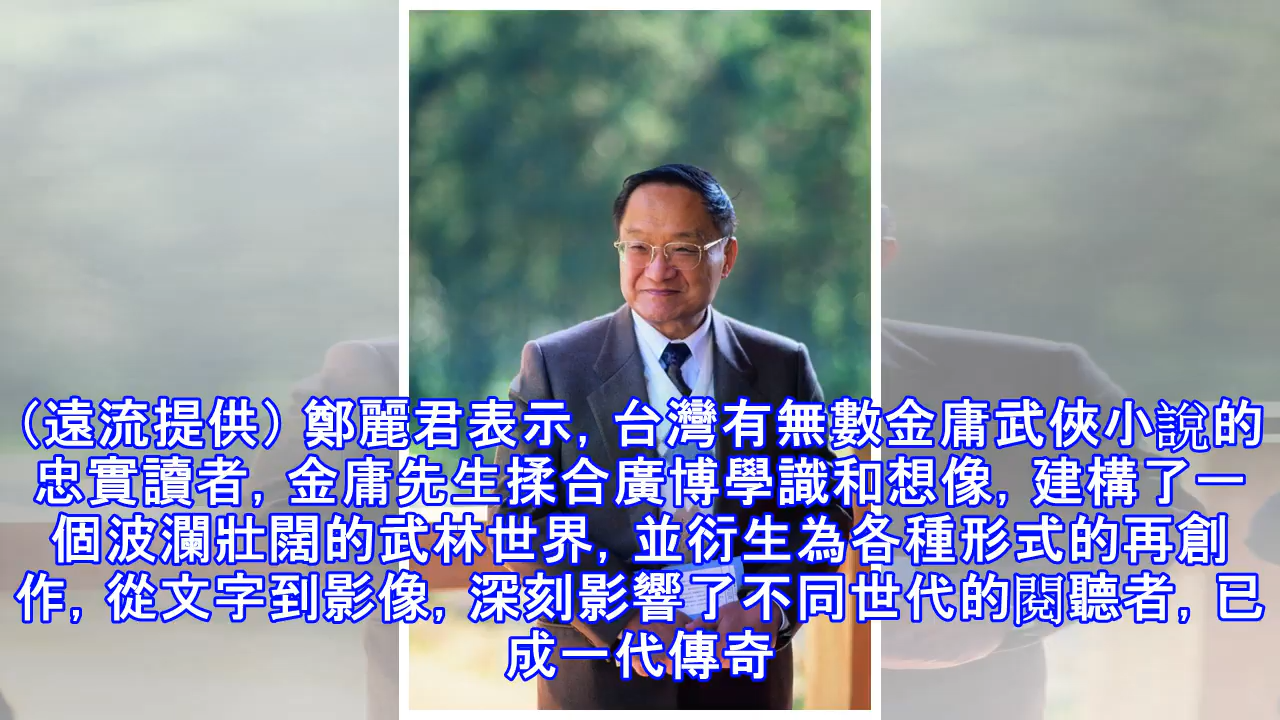 (遠流提供) 鄭麗君表示, 台灣有無數金庸武俠小說的
忠實讀者, 金庸先生揉合廣博學識和想像, 建構了一
個波瀾壯闊的武林世界, 並衍生為各種形式的再創
作, 從文字到影像, 深刻影響了不同世代的閱聽者, 已
成一代傳奇